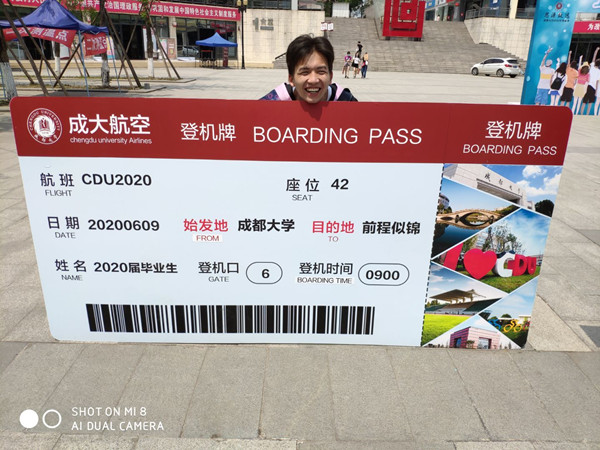 成大航空
chengdu university Airlines
登机牌 BOARDING PASS
登机牌
BOARDING PASS
航班 CDU2020
FLIGHT
座位 42
SEAT
日期 20200609
DATE
始发地 成都大学
FROM
目的地 前程似锦
TO
姓名 2020届毕业生
NAME
登机口 6
GATE
登机时间 0900
BOARDING TIME
I CDU
SHOT ON MI 8
AI DUAL CAMERA